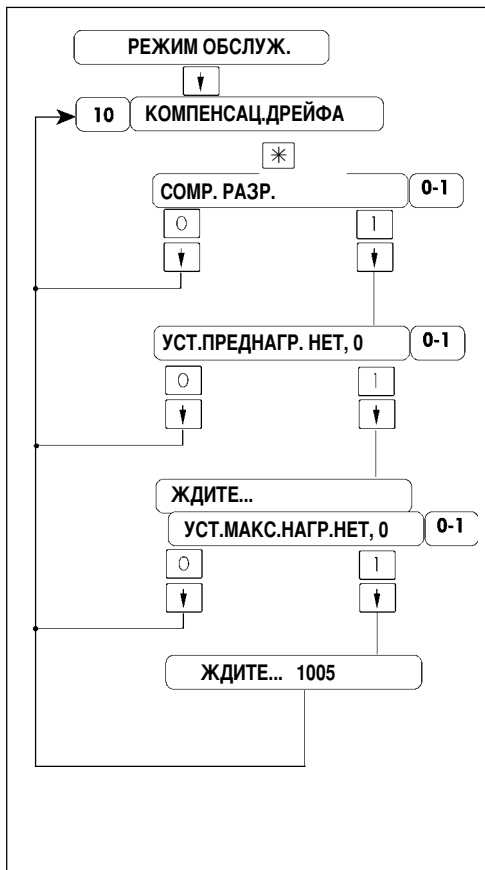 РЕЖИМ ОБСЛУЖ.
10 КОМПЕНСАЦ.ДРЕЙФА
*
COMP. РАЗР. 0-1
0 1
УСТ.ПРЕДНАГР. НЕТ, 0 0-1
0 1
ЖДИТЕ...
УСТ.МАКС.НАГР.НЕТ, 0 0-1
0 1
ЖДИТЕ... 1005